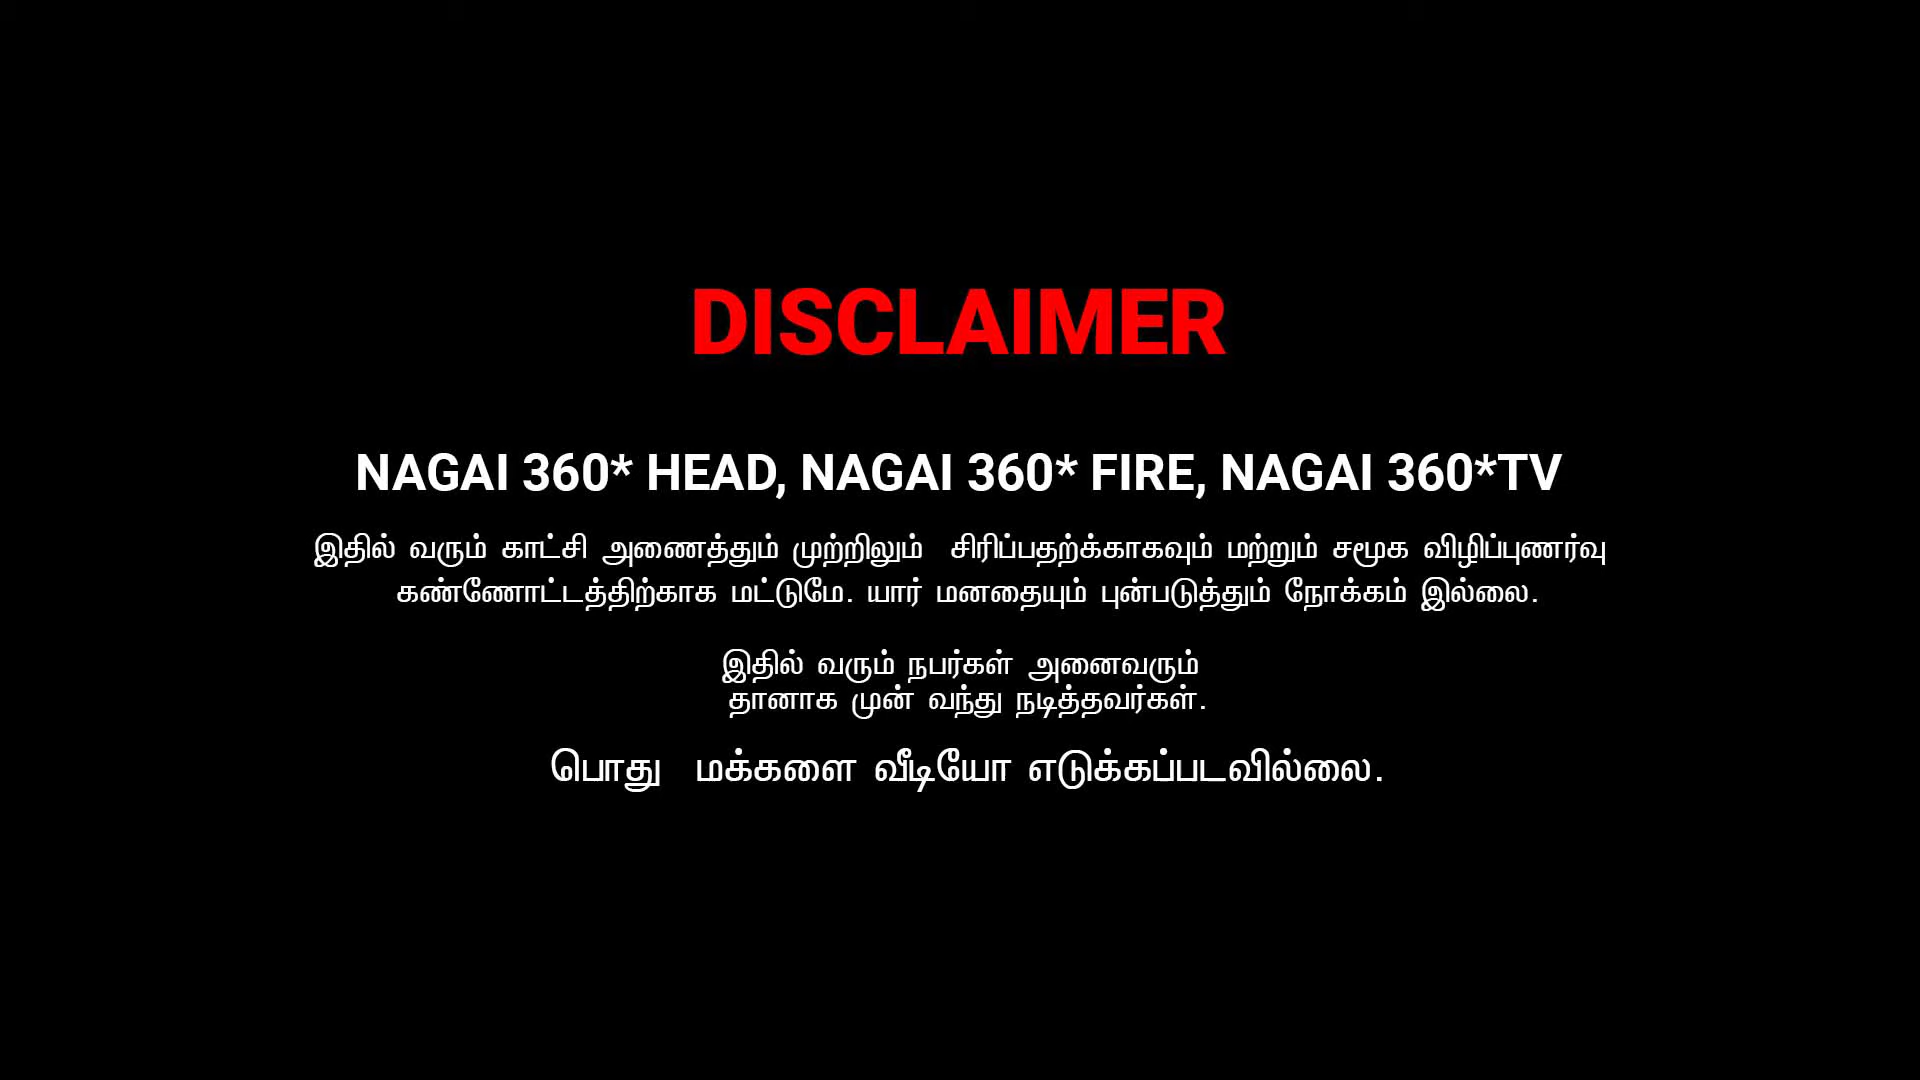 DISCLAIMER
NAGAI 360* HEAD, NAGAI 360* FIRE, NAGAI 360*TV
இதில் வரும் காட்சி அணைத்தும் முற்றிலும் சிரிப்பதற்க்காகவும் மற்றும் சமூக விழிப்புணர்வு
கண்ணோட்டத்திற்காக மட்டுமே. யார் மனதையும் புன்படுத்தும் நோக்கம் இல்லை.
இதில் வரும் நபர்கள் அனைவரும்
தானாக முன் வந்து நடித்தவர்கள்.
பொது மக்களை வீடியோ எடுக்கப்படவில்லை.